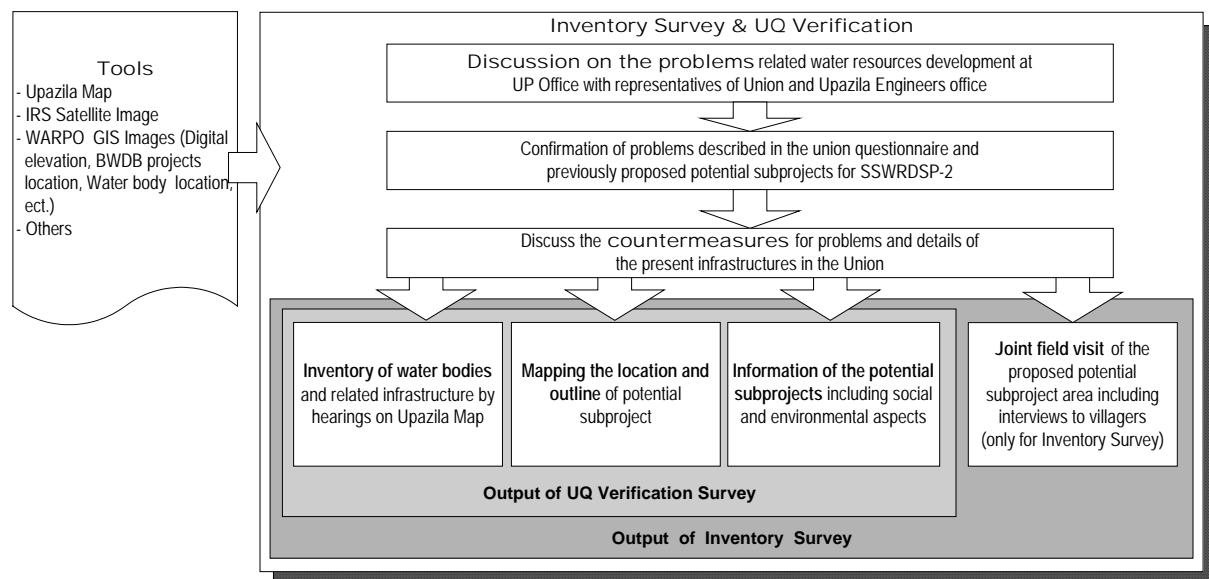 Tools
- Upazila Map
- IRS Satellite Image
- WARPO GIS Images (Digital
elevation, BWDB projects
location, Water body location,
ect.)
- Others
Inventory Survey & UQ Verification
Discussion on the problems related water resources development at
UP Office with representatives of Union and Upazila Engineers office
Confirmation of problems described in the union questionnaire and
previously proposed potential subprojects for SSWRDSP-2
Discuss the countermeasures for problems and details of
the present infrastructures in the Union
Inventory of water bodies
and related infrastructure by
hearings on Upazila Map
Mapping the location and
outline of potential
subproject
Information of the potential
subprojects including social
and environmental aspects
Joint field visit of the
proposed potential
subproject area including
interviews to villagers
(only for Inventory Survey)
Output of UQ Verification Survey
Output of Inventory Survey